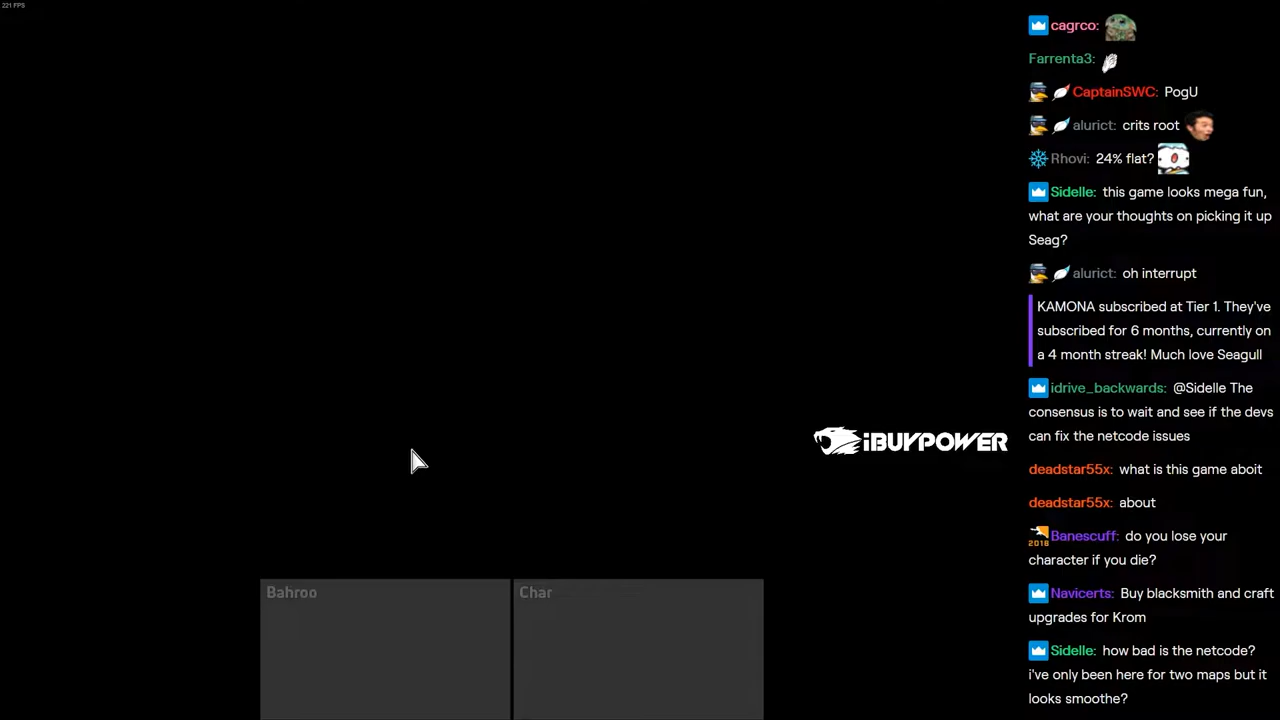 221 FPS
cagrco:
Farrenta3:
CaptainSWC: PogU
alurict: crits root
Rhovi: 24% flat?
Sidelle: this game looks mega fun,
what are your thoughts on picking it up
Seag?
alurict: oh interrupt
KAMONA subscribed at Tier 1. They've
subscribed for 6 months, currently on
a 4 month streak! Much love Seagull
idrive_backwards: @Sidelle The
consensus is to wait and see if the devs
can fix the netcode issues
iBUYPOWER
deadstar55x: what is this game aboit
deadstar55x: about
2018 Banescuff: do you lose your
character if you die?
Navicerts: Buy blacksmith and craft
upgrades for Krom
Sidelle: how bad is the netcode?
i've only been here for two maps but it
looks smoothe?
Bahroo
Char